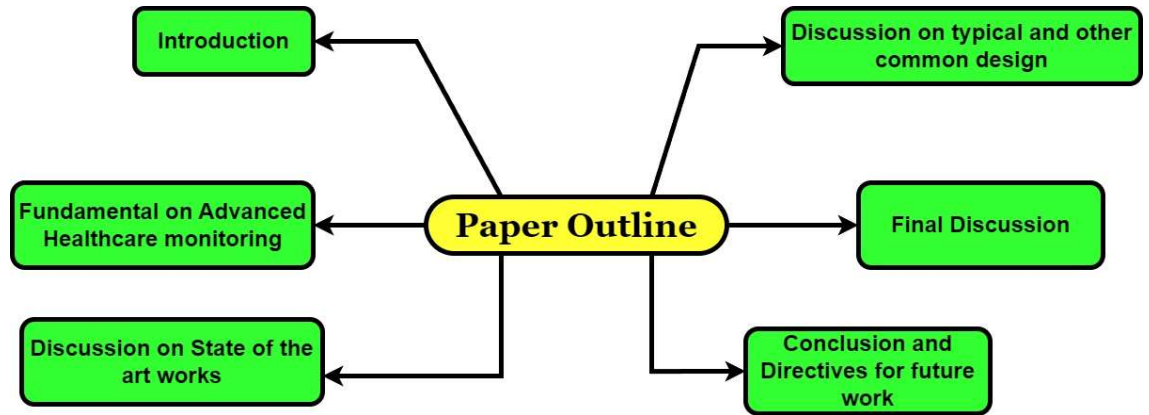 Introduction
Discussion on typical and other
common design
Fundamental on Advanced
Healthcare monitoring
Paper Outline
Final Discussion
Discussion on State of the
art works
Conclusion and
Directives for future
work